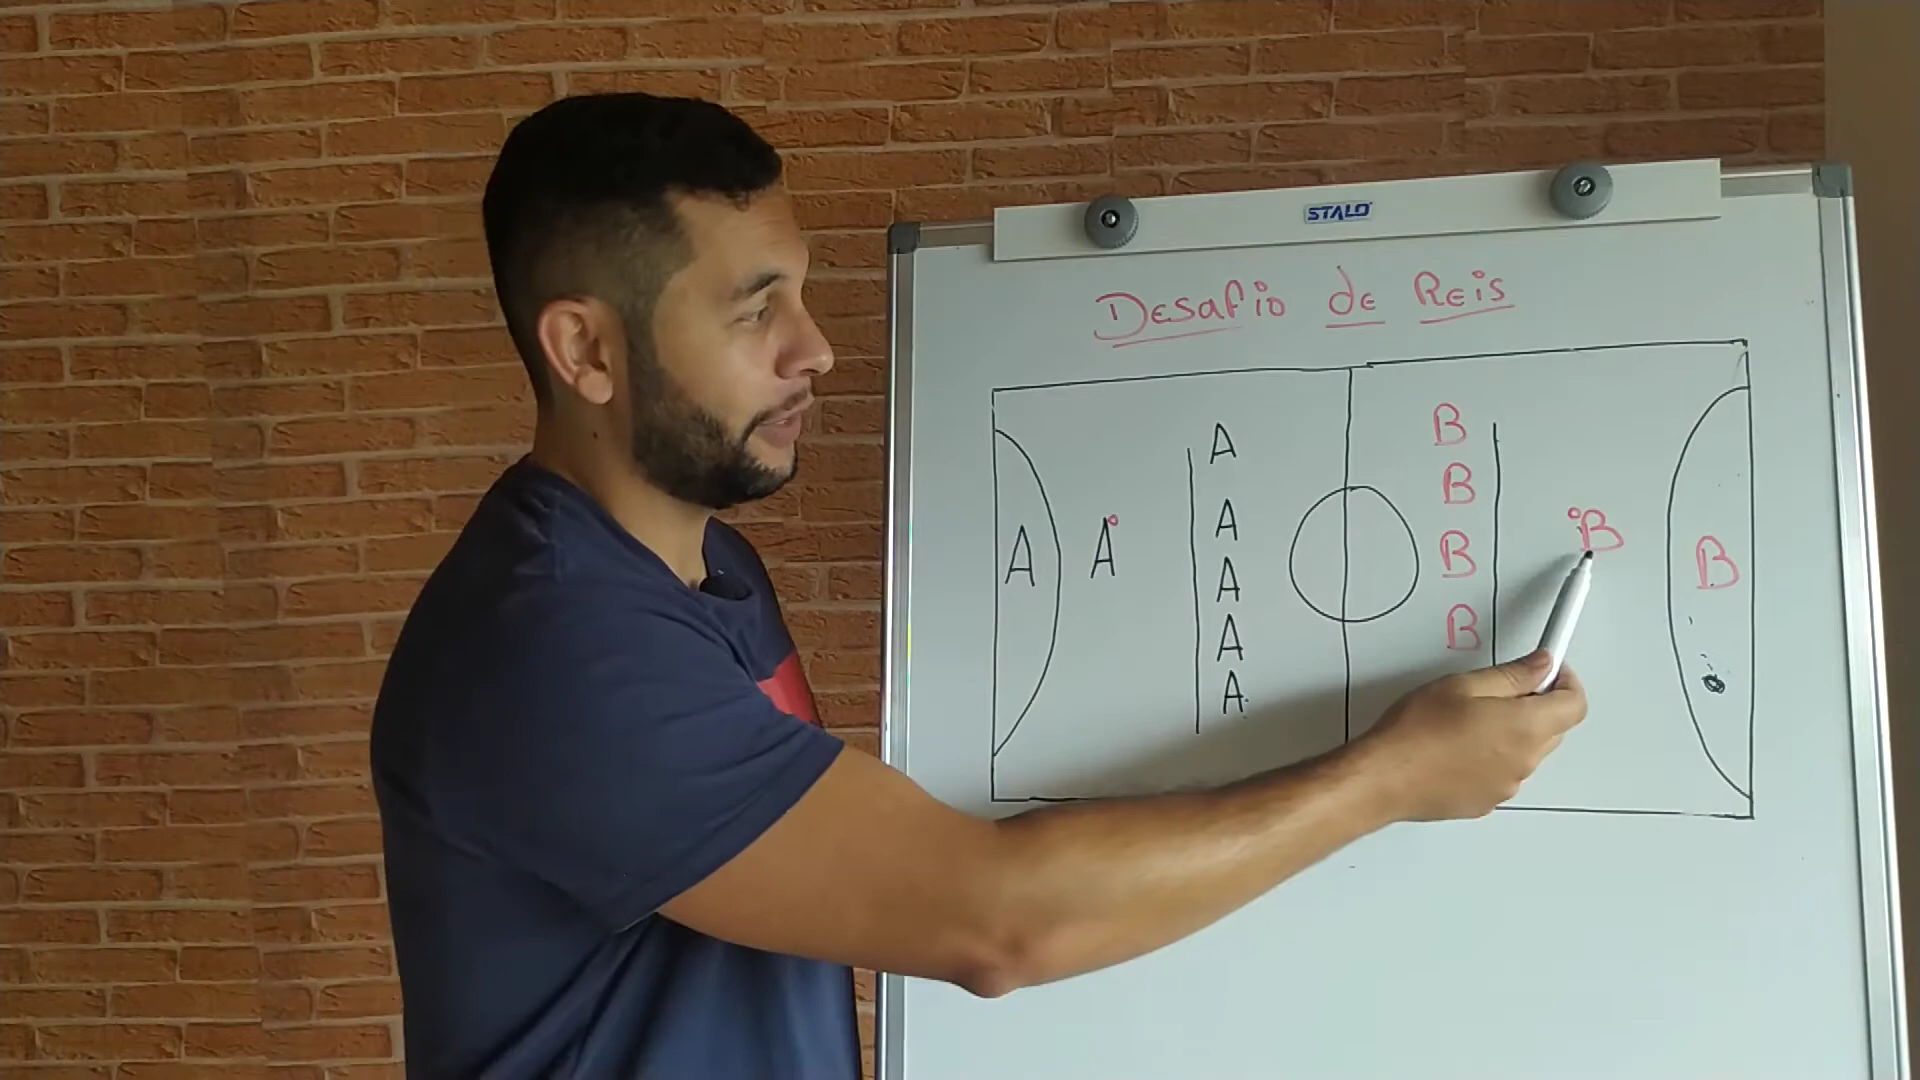 STALO
Desafio de Reis
A B
A B
A A B B
A B B
A B
A